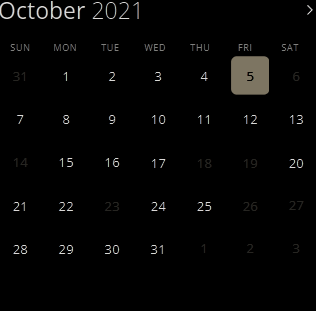 October 2021
SUN MON TUE WED THU FRI SAT
31 1 2 3 4 5 6
7 8 9 10 11 12 13
14 15 16 17 18 19 20
21 22 23 24 25 26 27
28 29 30 31 1 2 3